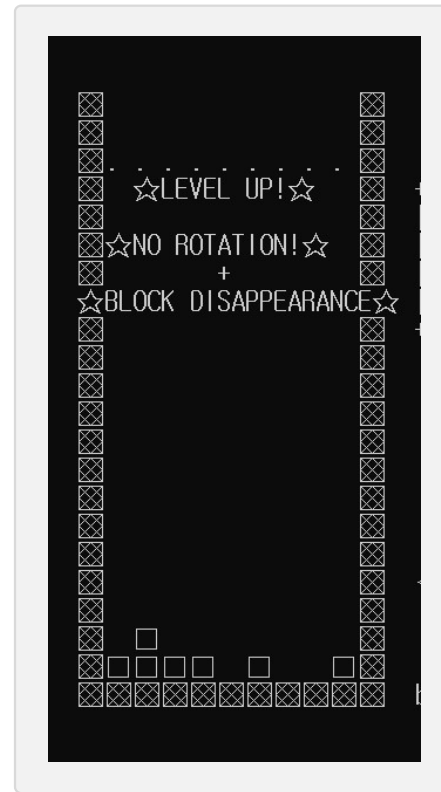 ☆LEVEL UP!☆
☆NO ROTATION!☆
+
☆BLOCK DISAPPEARANCE☆